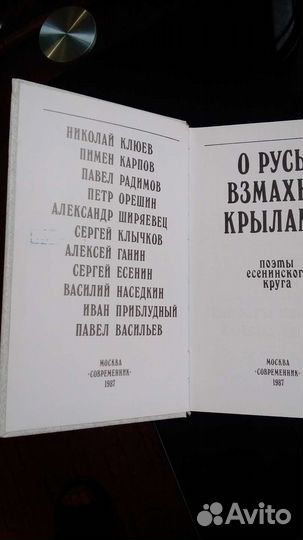 НИКОЛАЙ КЛЮЕВ
ПИМЕН КАРПОВ
ПАВЕЛ РАДИМОВ
ПЕТР ОРЕШИН
АЛЕКСАНДР ШИРЯЕВЕЦ
СЕРГЕЙ КЛЫЧКОВ
АЛЕКСЕЙ ГАНИН
СЕРГЕЙ ЕСЕНИН
ВАСИЛИЙ НАСЕДКИН
ИВАН ПРИБЛУДНЫЙ
ПАВЕЛ ВАСИЛЬЕВ
МОСКВА
«СОВРЕМЕННИК»
1987
О РУСЬ
ВЗМАХН
КРЫЛАМ
поэты
есенинского
круга
МОСКВА
«СОВРЕМЕННИК»
1987
Avito